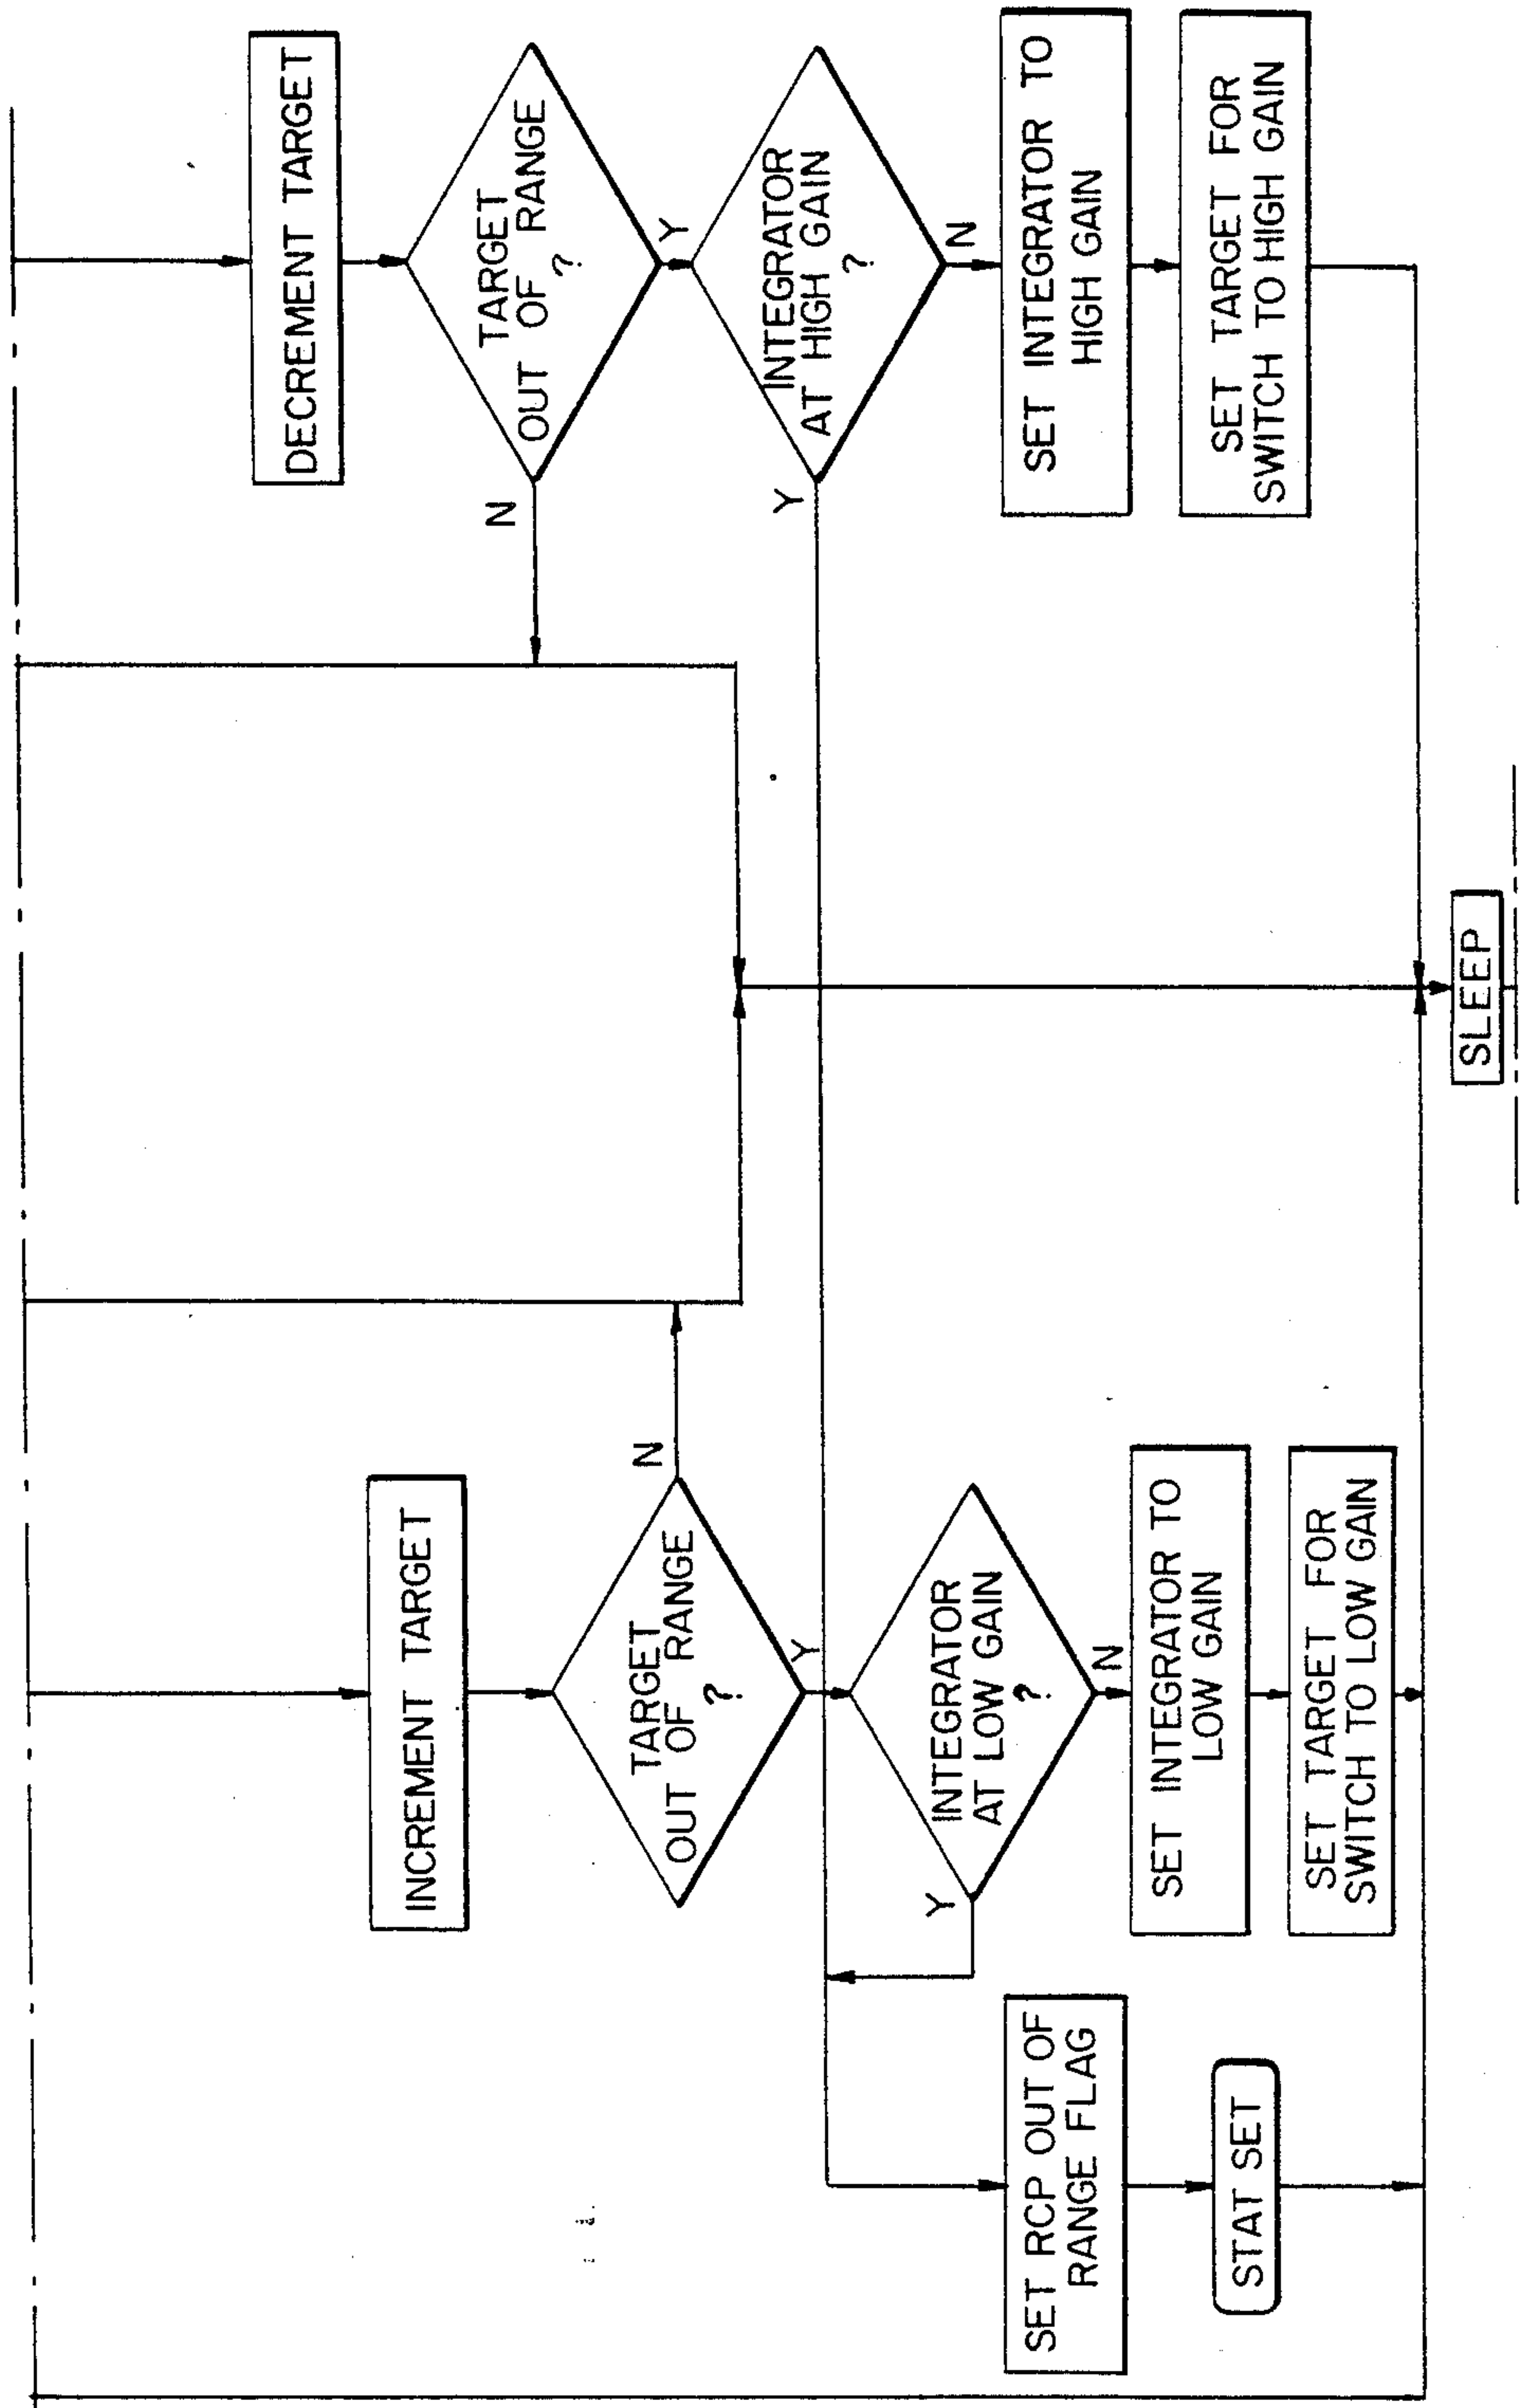 INCREMENT TARGET
TARGET
OUT OF RANGE
?
N
Y
INTEGRATOR
AT LOW GAIN
?
Y
N
SET INTEGRATOR TO
LOW GAIN
SET TARGET FOR
SWITCH TO LOW GAIN
SET RCP OUT OF
RANGE FLAG
STAT SET
DECREMENT TARGET
TARGET
OUT OF RANGE
?
N
Y
INTEGRATOR
AT HIGH GAIN
?
Y
N
SET INTEGRATOR TO
HIGH GAIN
SET TARGET FOR
SWITCH TO HIGH GAIN
SLEEP